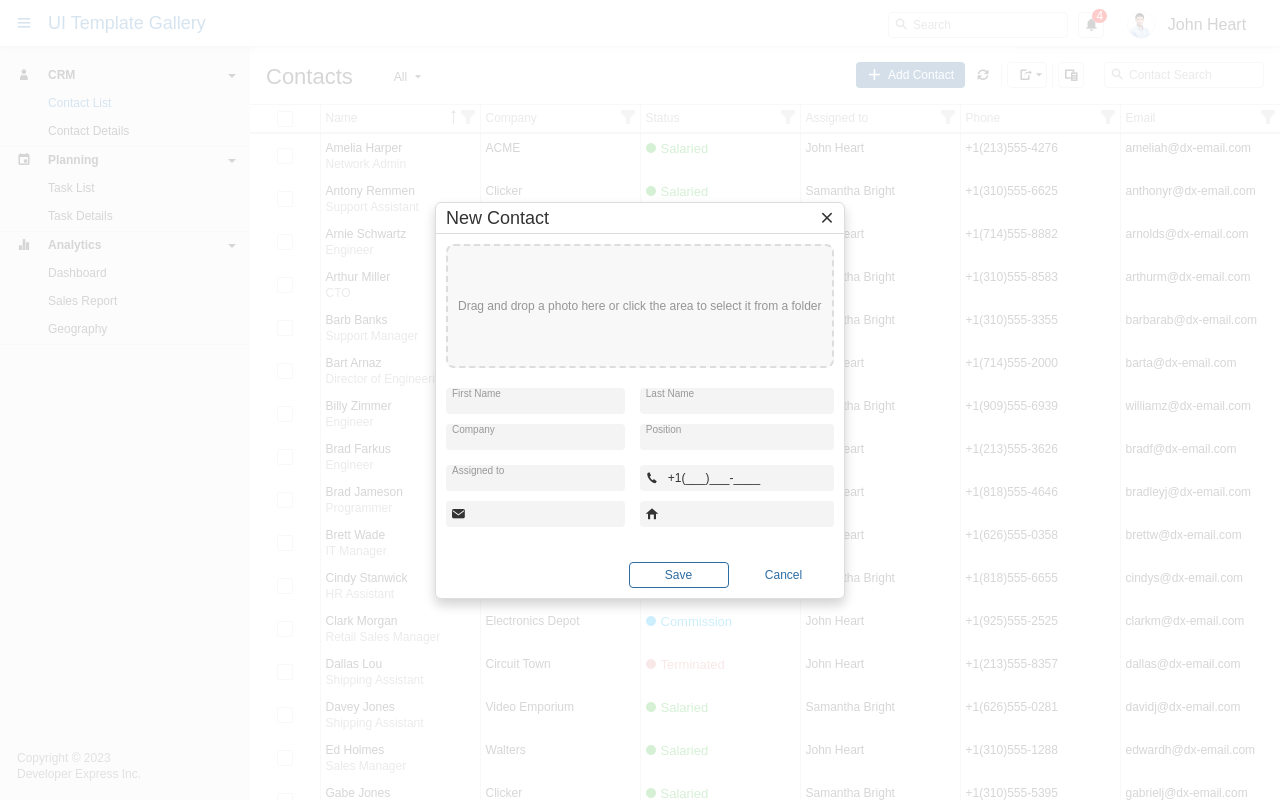 UI Template Gallery
Search
4
John Heart
CRM
Contact List
Contact Details
Planning
Task List
Task Details
Analytics
Dashboard
Sales Report
Geography
Copyright © 2023
Developer Express Inc.
Contacts
All
Add Contact
Contact Search
Name Company Status Assigned to Phone Email
Amelia Harper ACME Salaried John Heart +1(213)555-4276 ameliah@dx-email.com
Network Admin
Antony Remmen Clicker Salaried Samantha Bright +1(310)555-6625 anthonyr@dx-email.com
Support Assistant
Arnie Schwartz eart +1(714)555-8882 arnolds@dx-email.com
Engineer
Arthur Miller tha Bright +1(310)555-8583 arthurm@dx-email.com
CTO
Barb Banks tha Bright +1(310)555-3355 barbarab@dx-email.com
Support Manager
Bart Arnaz eart +1(714)555-2000 barta@dx-email.com
Director of Engineeri
Billy Zimmer tha Bright +1(909)555-6939 williamz@dx-email.com
Engineer
Brad Farkus eart +1(213)555-3626 bradf@dx-email.com
Engineer
Brad Jameson eart +1(818)555-4646 bradleyj@dx-email.com
Programmer
Brett Wade eart +1(626)555-0358 brettw@dx-email.com
IT Manager
Cindy Stanwick tha Bright +1(818)555-6655 cindys@dx-email.com
HR Assistant
Clark Morgan Electronics Depot Commission John Heart +1(925)555-2525 clarkm@dx-email.com
Retail Sales Manager
Dallas Lou Circuit Town Terminated John Heart +1(213)555-8357 dallas@dx-email.com
Shipping Assistant
Davey Jones Video Emporium Salaried Samantha Bright +1(626)555-0281 davidj@dx-email.com
Shipping Assistant
Ed Holmes Walters Salaried John Heart +1(310)555-1288 edwardh@dx-email.com
Sales Manager
Gabe Jones Clicker Salaried Samantha Bright +1(310)555-5395 gabrielj@dx-email.com
New Contact
Drag and drop a photo here or click the area to select it from a folder
First Name Last Name
Company Position
Assigned to +1(___)___-____
Save Cancel